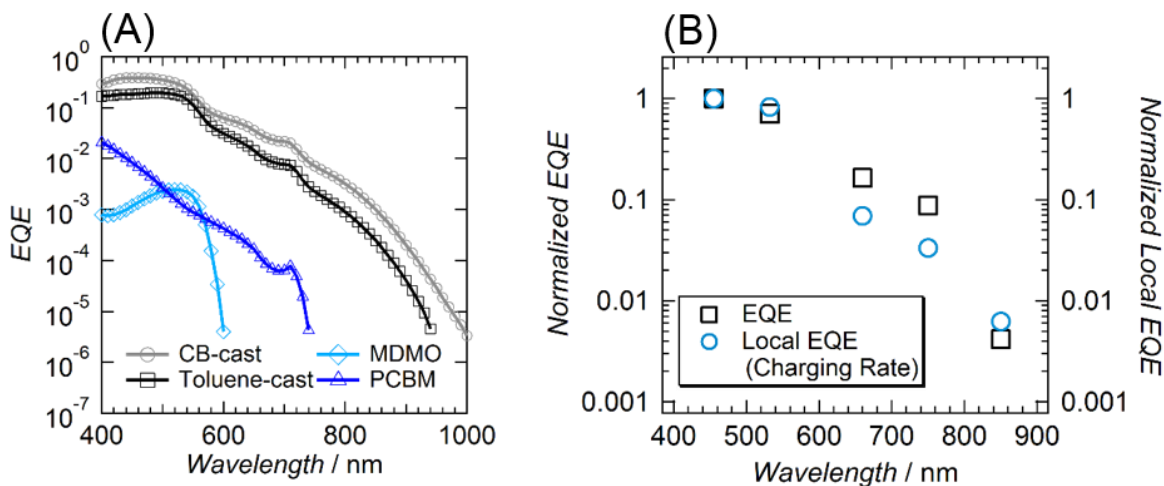 (A)
EQE
10^0
10^-1
10^-2
10^-3
10^-4
10^-5
10^-6
10^-7
CB-cast
MDMO
Toluene-cast
PCBM
400 600 800 1000
Wavelength / nm
(B)
Normalized EQE
1
0.1
0.01
0.001
EQE
Local EQE
(Charging Rate)
1
0.1
0.01
0.001
Normalized Local EQE
400 500 600 700 800 900
Wavelength / nm